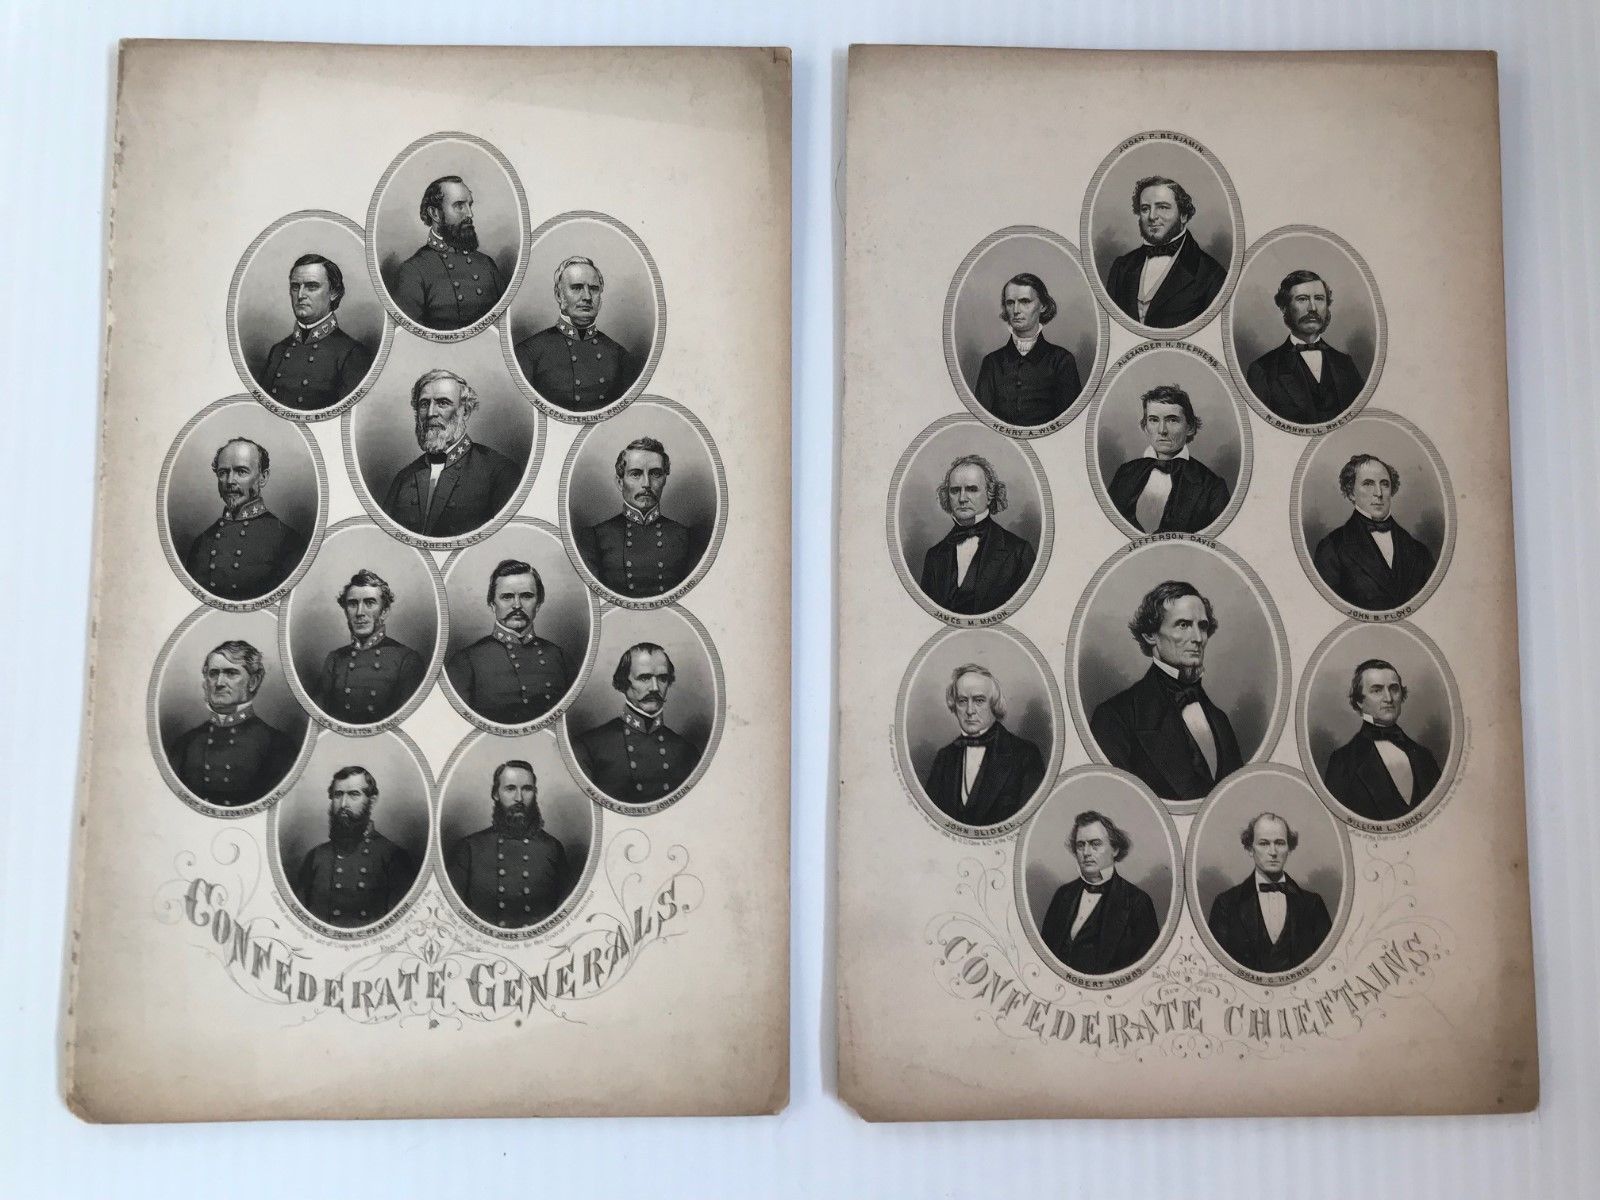 LIEUT. GEN. THOMAS J. JACKSON
MAJ. GEN. JOHN C. BRECKINRIDGE
MAJ. GEN. STERLING PRICE
GEN. ROBERT E. LEE
GEN. JOSEPH E. JOHNSTON
LIEUT. GEN. G. P. T. BEAUREGARD
GEN. BRAXTON BRAGG
MAJ. GEN. SIMON B. BUCKNER
LIEUT. GEN. LEONIDAS POLK
MAJ. GEN. A. SIDNEY JOHNSTON
LIEUT. GEN. JOHN C. PEMBERTON
LIEUT. GEN. JAMES LONGSTREET
CONFEDERATE GENERALS.
JUDAH P. BENJAMIN
HENRY A. WISE
R. BARNWELL RHETT
ALEXANDER H. STEPHENS
JAMES M. MASON
JOHN B. FLOYD
JEFFERSON DAVIS
JOHN SLIDELL
WILLIAM L. YANCEY
ROBERT TOOMBS
ISHAM G. HARRIS
New York
CONFEDERATE CHIEFTAINS